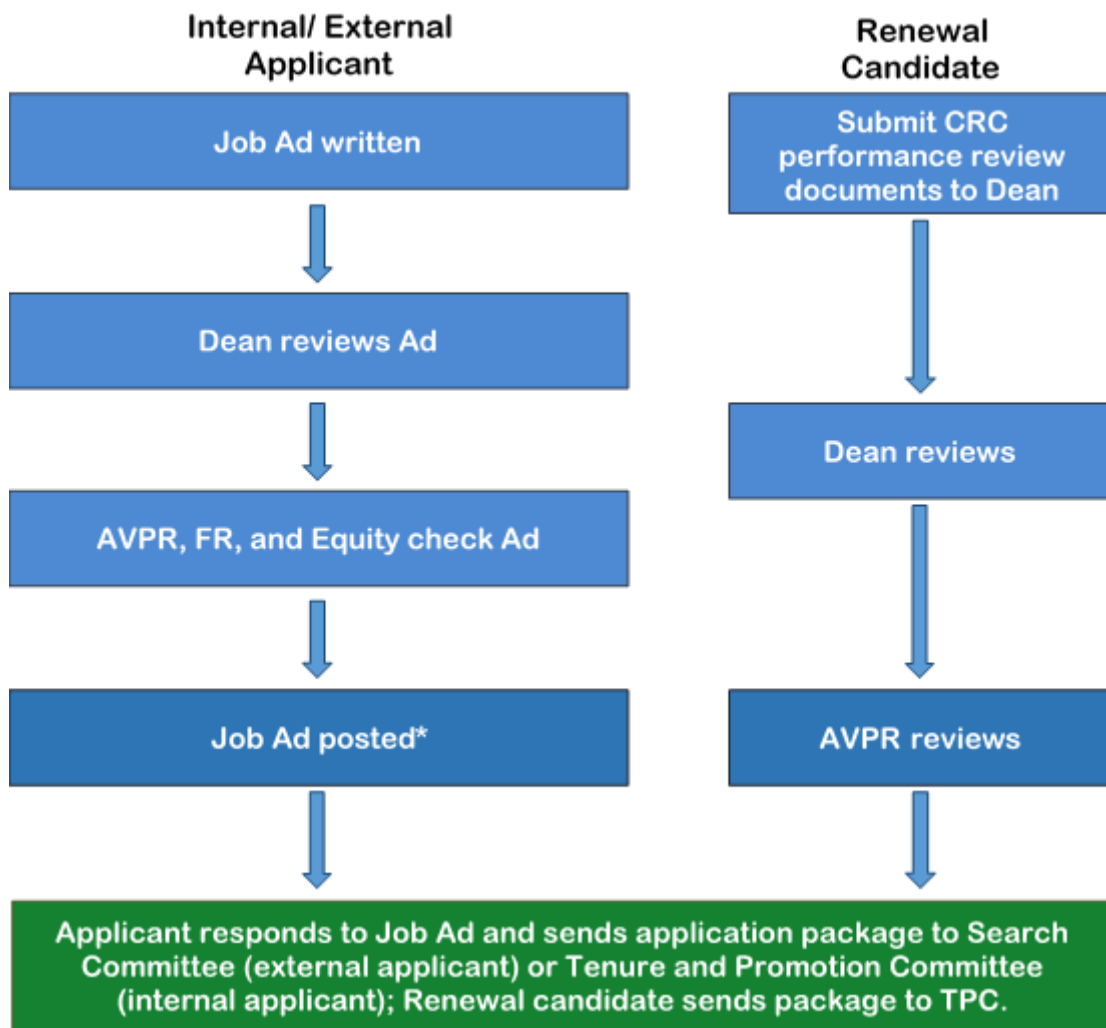 Internal/ External
Applicant
Job Ad written
Dean reviews Ad
AVPR, FR, and Equity check Ad
Job Ad posted*
Renewal
Candidate
Submit CRC
performance review
documents to Dean
Dean reviews
AVPR reviews
Applicant responds to Job Ad and sends application package to Search
Committee (external applicant) or Tenure and Promotion Committee
(internal applicant); Renewal candidate sends package to TPC.